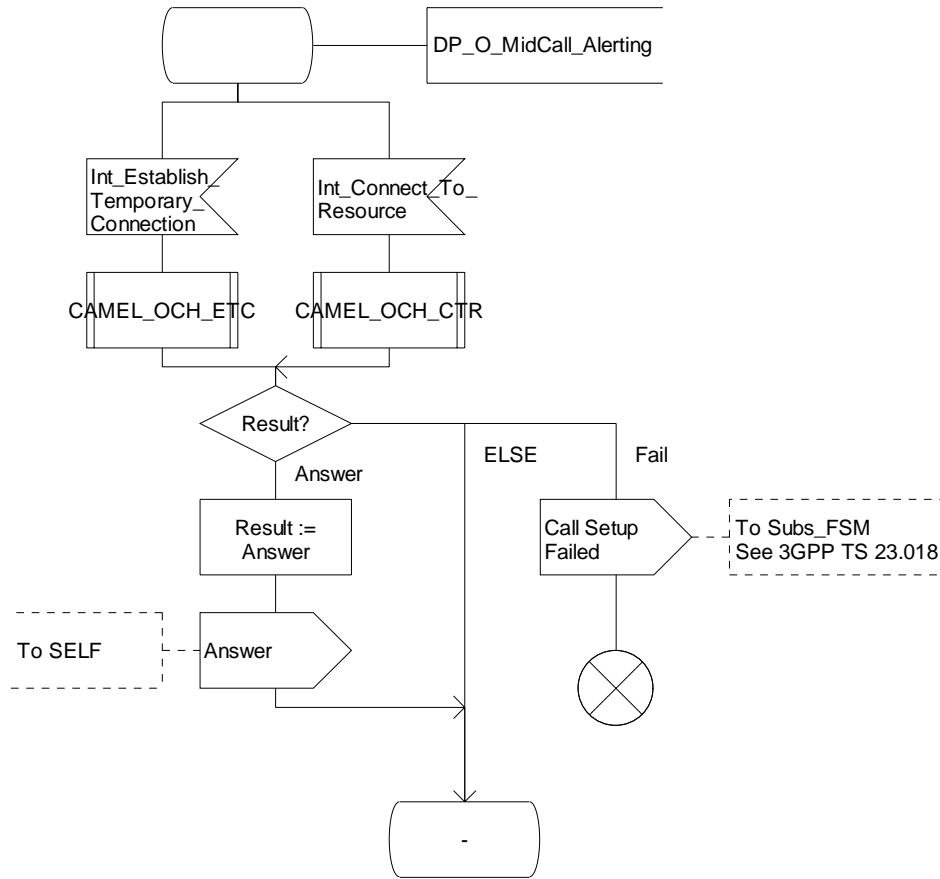 DP_O_MidCall_Alerting
Int_Establish_
Temporary_
Connection
Int_Connect_To_
Resource
CAMEL_OCH_ETC
CAMEL_OCH_CTR
Result?
ELSE
Fail
Answer
Result :=
Answer
Call Setup
Failed
To Subs_FSM
See 3GPP TS 23.018
To SELF
Answer
-